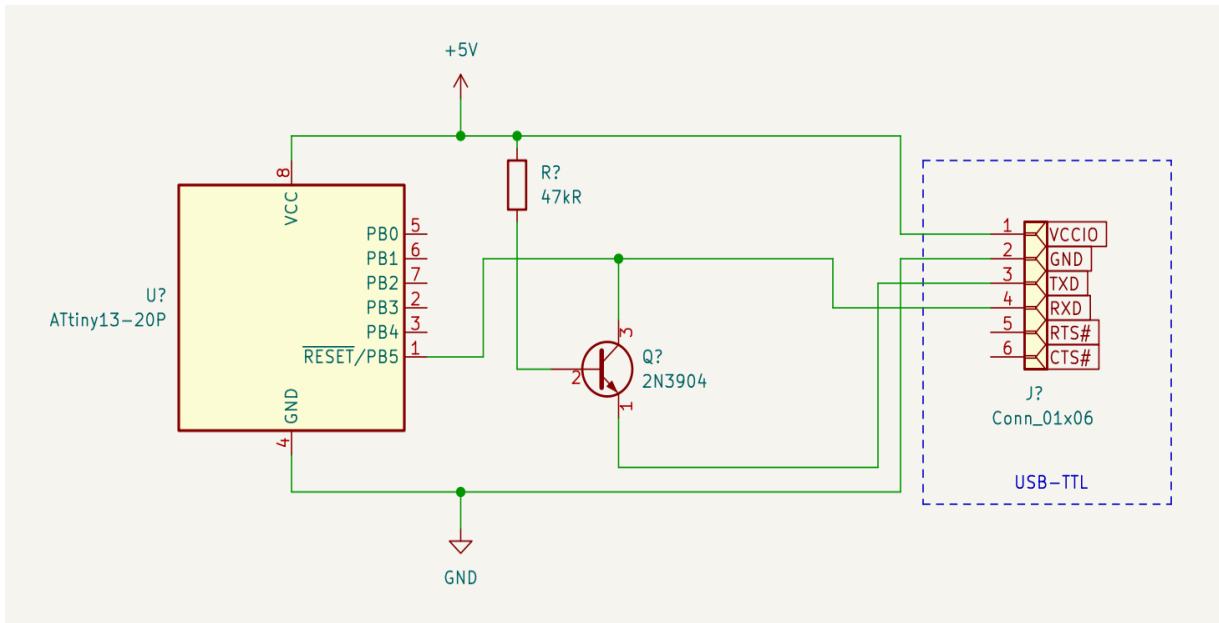 +5V
8
VCC
R?
47kR
PB0 5
PB1 6
PB2 7
PB3 2
PB4 3
RESET/PB5 1
U?
ATtiny13-20P
GND
4
3
Q?
2N3904
2
1
1 VCCIO
2 GND
3 TXD
4 RXD
5 RTS#
6 CTS#
J?
Conn_01x06
USB-TTL
GND